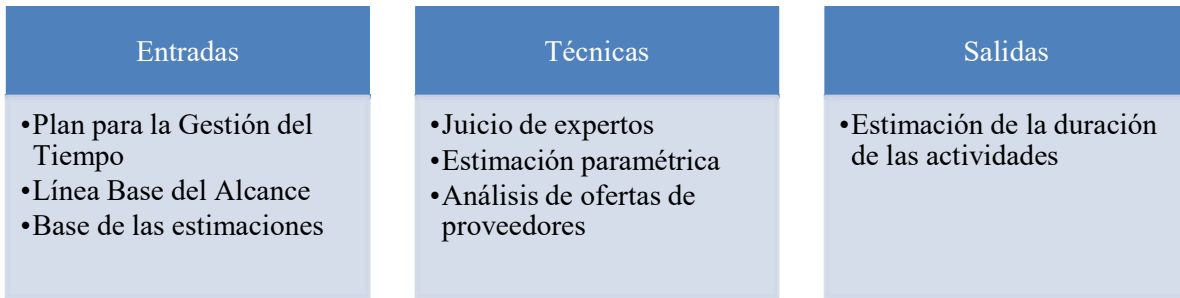 Entradas
•Plan para la Gestión del
Tiempo
•Línea Base del Alcance
•Base de las estimaciones
Técnicas
•Juicio de expertos
•Estimación paramétrica
•Análisis de ofertas de
proveedores
Salidas
•Estimación de la duración
de las actividades